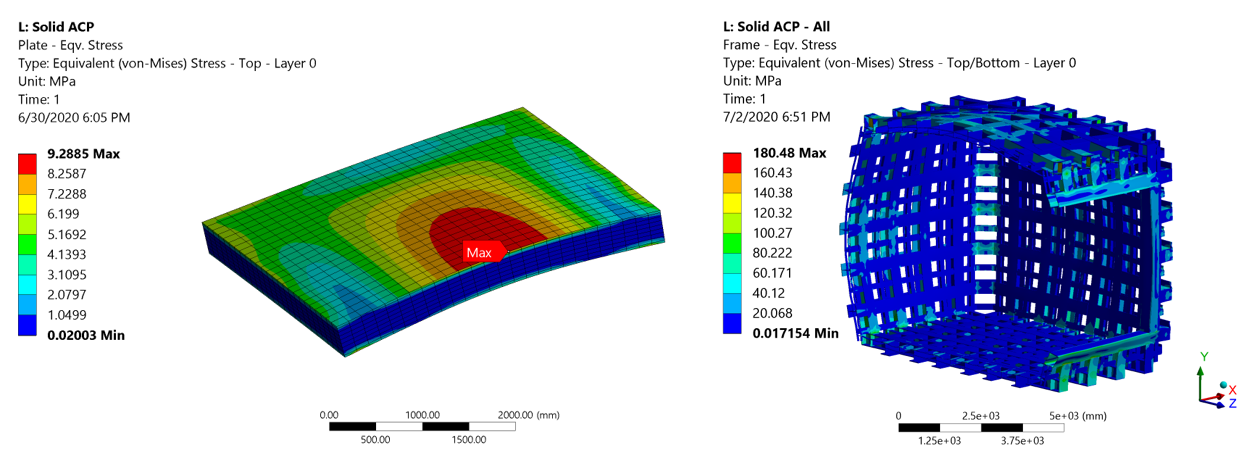 L: Solid ACP
Plate - Eqv. Stress
Type: Equivalent (von-Mises) Stress - Top - Layer 0
Unit: MPa
Time: 1
6/30/2020 6:05 PM
9.2885 Max
8.2587
7.2288
6.199
5.1692
4.1393
3.1095
2.0797
1.0499
0.02003 Min
Max
0.00 1000.00 2000.00 (mm)
500.00 1500.00
L: Solid ACP - All
Frame - Eqv. Stress
Type: Equivalent (von-Mises) Stress - Top/Bottom - Layer 0
Unit: MPa
Time: 1
7/2/2020 6:51 PM
180.48 Max
160.43
140.38
120.32
100.27
80.222
60.171
40.12
20.068
0.017154 Min
Y
X
Z
0 2.5e+03 5e+03 (mm)
1.25e+03 3.75e+03